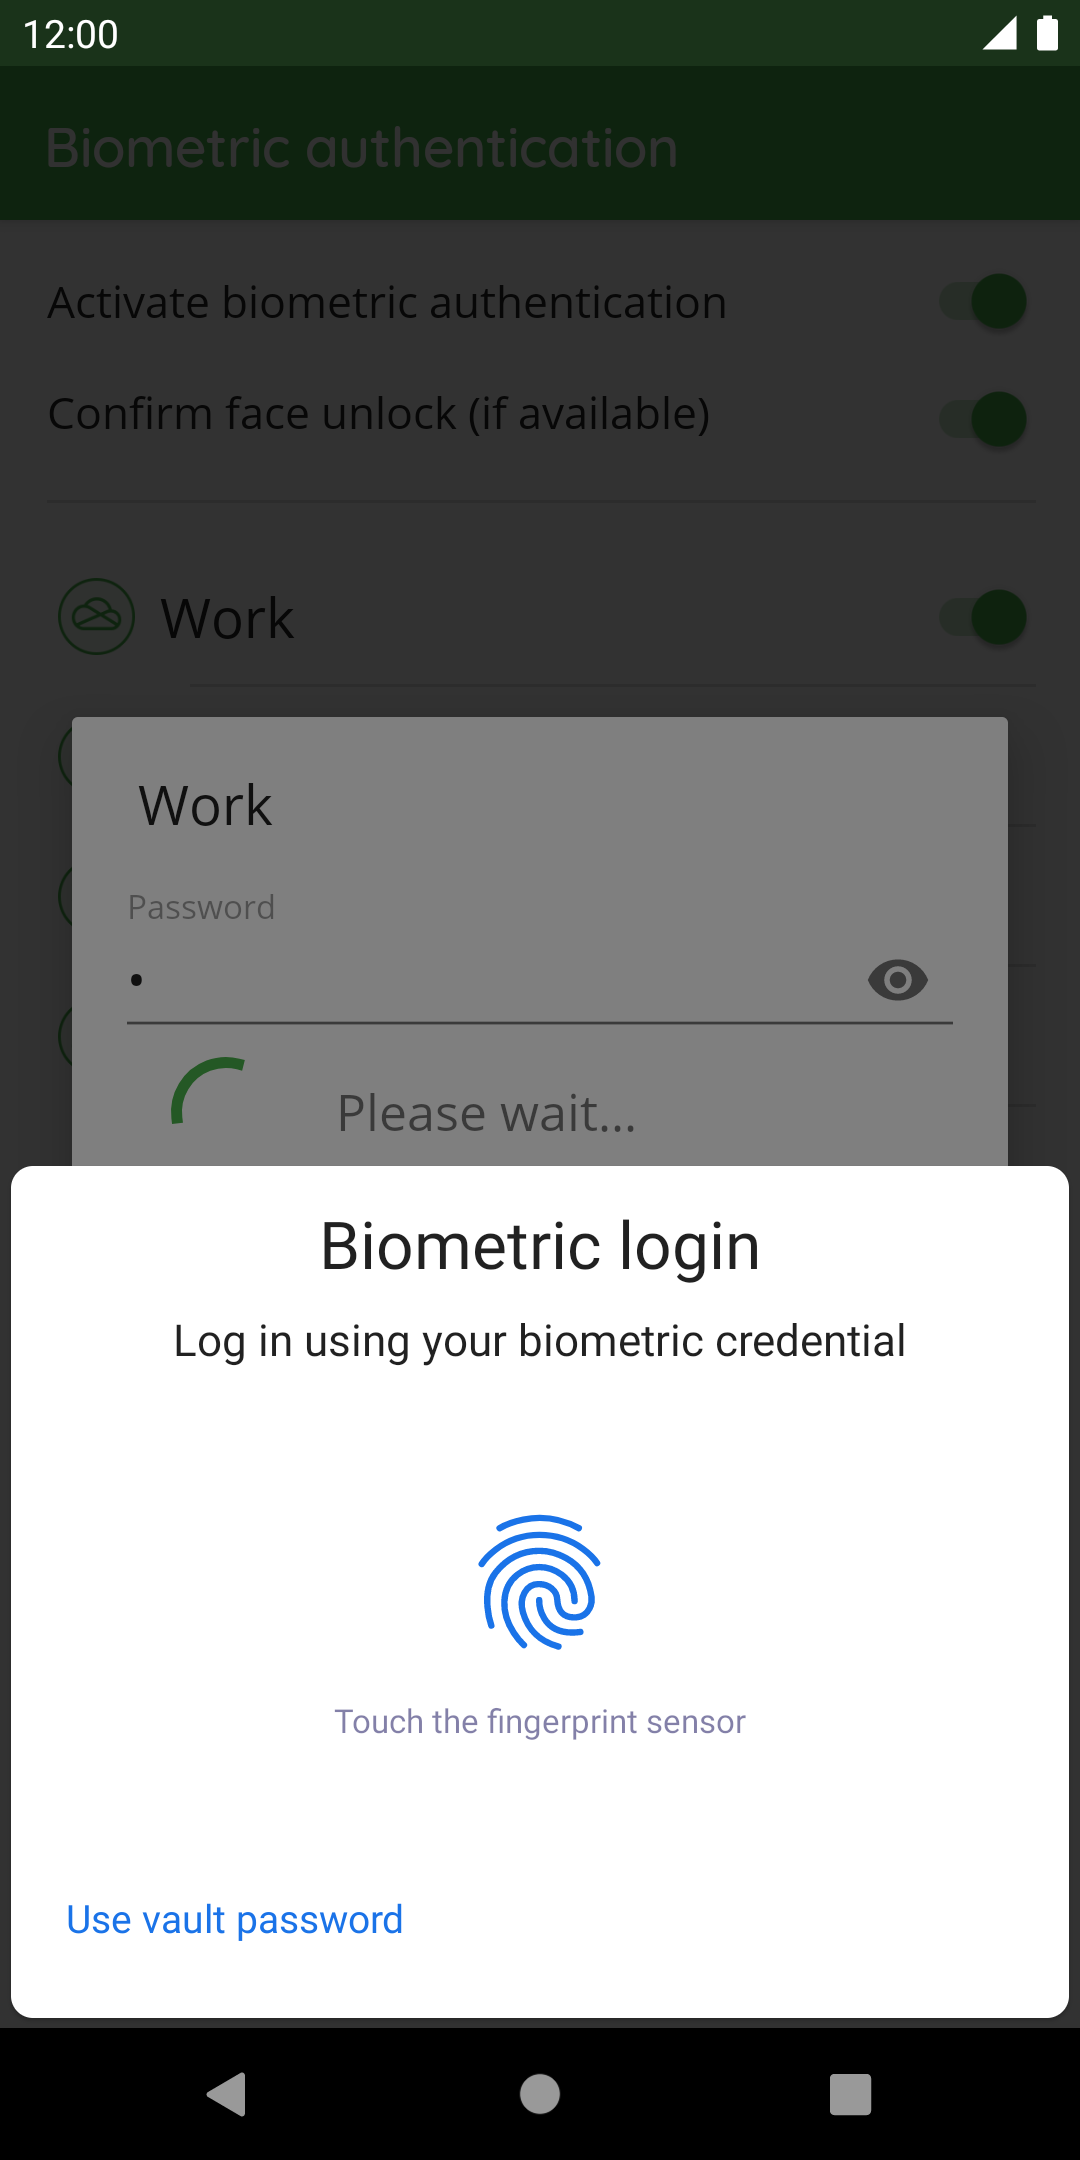 12:00
Biometric authentication
Activate biometric authentication
Confirm face unlock (if available)
Work
Work
Password
•
Please wait...
Biometric login
Log in using your biometric credential
Touch the fingerprint sensor
Use vault password